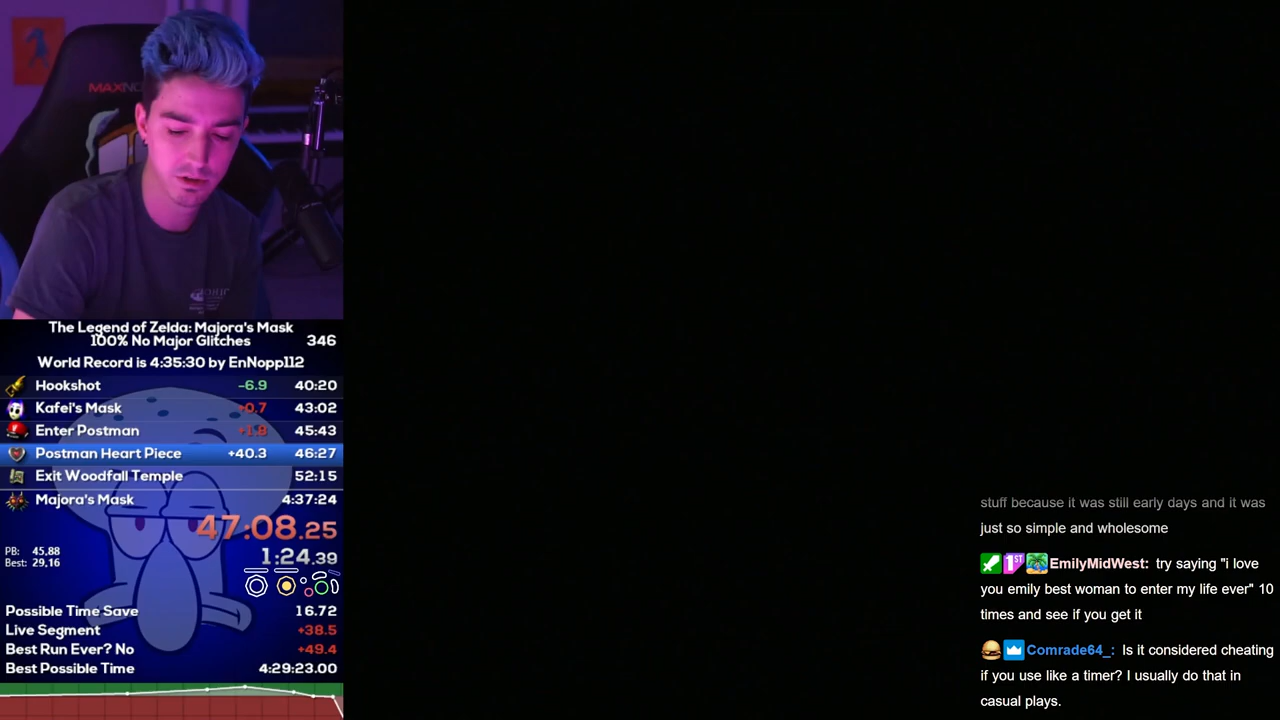 MAXNO
The Legend of Zelda: Majora's Mask
100% No Major Glitches 346
World Record is 4:35:30 by EnNopp112
Hookshot -6.9 40:20
Kafei's Mask +0.7 43:02
Enter Postman +1.8 45:43
Postman Heart Piece +40.3 46:27
Exit Woodfall Temple 52:15
Majora's Mask 4:37:24
47:08.25
PB: 45.88
Best: 29.16
1:24.39
Possible Time Save 16.72
Live Segment +38.5
Best Run Ever? No +49.4
Best Possible Time 4:29:23.00
stuff because it was still early days and it was
just so simple and wholesome
1ST EmilyMidWest: try saying "i love
you emily best woman to enter my life ever" 10
times and see if you get it
Comrade64_: Is it considered cheating
if you use like a timer? I usually do that in
casual plays.